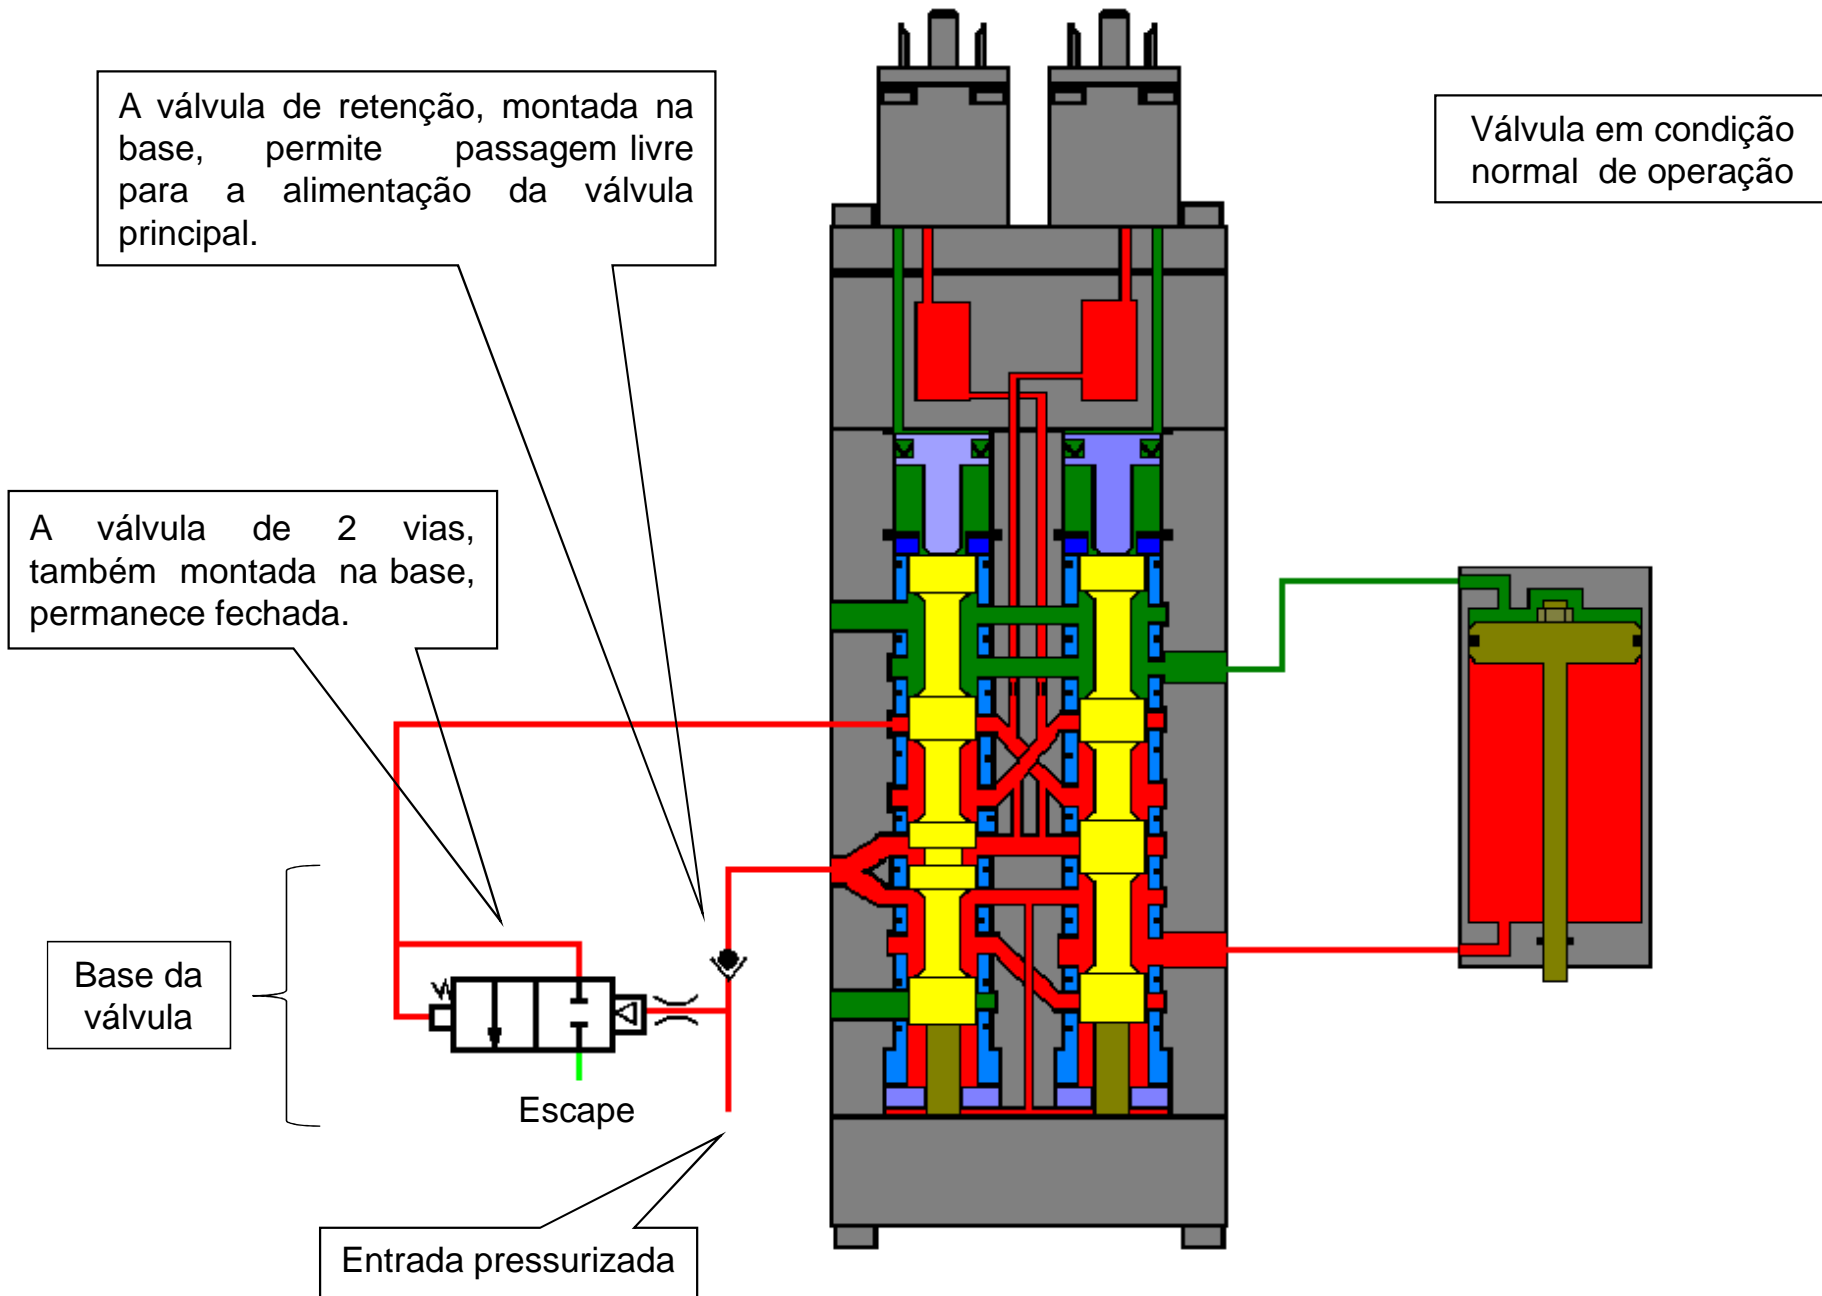 A válvula de retenção, montada na
base, permite passagem livre
para a alimentação da válvula
principal.
Válvula em condição
normal de operação
A válvula de 2 vias,
também montada na base,
permanece fechada.
Base da
válvula
Escape
Entrada pressurizada